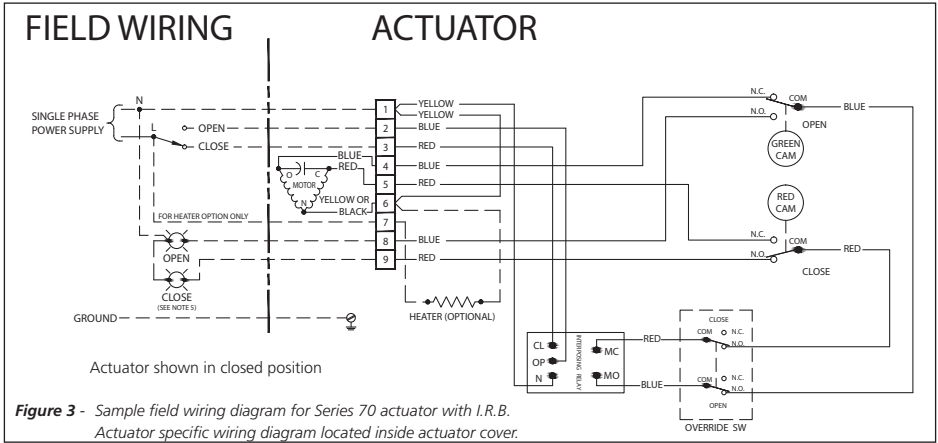 FIELD WIRING
ACTUATOR
N
SINGLE PHASE
POWER SUPPLY
L
OPEN
CLOSE
1
2
3
4
5
6
7
8
9
YELLOW
YELLOW
BLUE
RED
BLUE
RED
BLUE
RED
BLUE
RED
O
C
MOTOR
N
YELLOW OR
BLACK
FOR HEATER OPTION ONLY
OPEN
CLOSE
(SEE NOTE 5)
GROUND
HEATER (OPTIONAL)
N.C.
COM
N.O.
OPEN
BLUE
GREEN
CAM
RED
CAM
N.C.
COM
N.O.
RED
CLOSE
CL
OP
N
INTERPOSING RELAY
MC
MO
RED
BLUE
CLOSE
COM
N.C.
N.O.
COM
N.C.
N.O.
OPEN
OVERRIDE SW
Actuator shown in closed position
Figure 3 - Sample field wiring diagram for Series 70 actuator with I.R.B.
Actuator specific wiring diagram located inside actuator cover.